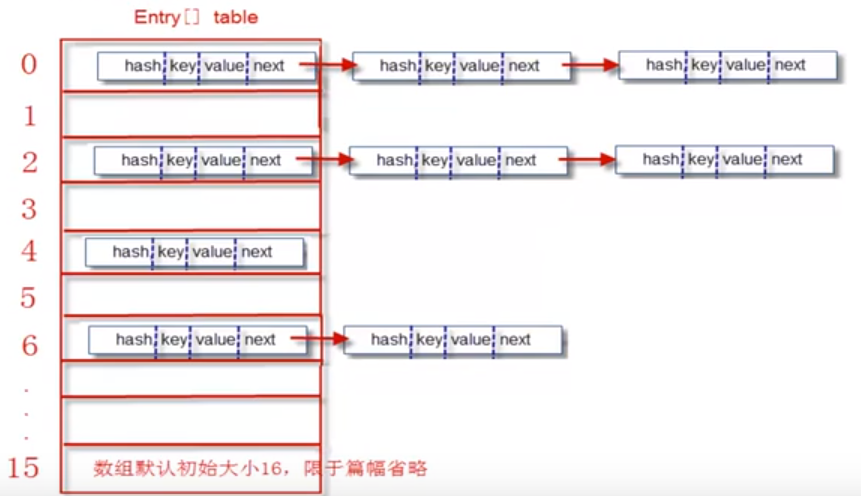 Entry[] table
0 hash key value next hash key value next hash key value next
1
2 hash key value next hash key value next hash key value next
3
4 hash key value next
5
6 hash key value next hash key value next
.
.
.
15 数组默认初始大小16，限于篇幅省略